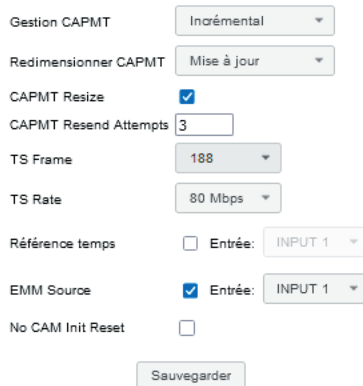 Gestion CAPMT Incrémental
Redimensionner CAPMT Mise à jour
CAPMT Resize
CAPMT Resend Attempts 3
TS Frame 188
TS Rate 80 Mbps
Référence temps Entrée: INPUT 1
EMM Source Entrée: INPUT 1
No CAM Init Reset
Sauvegarder